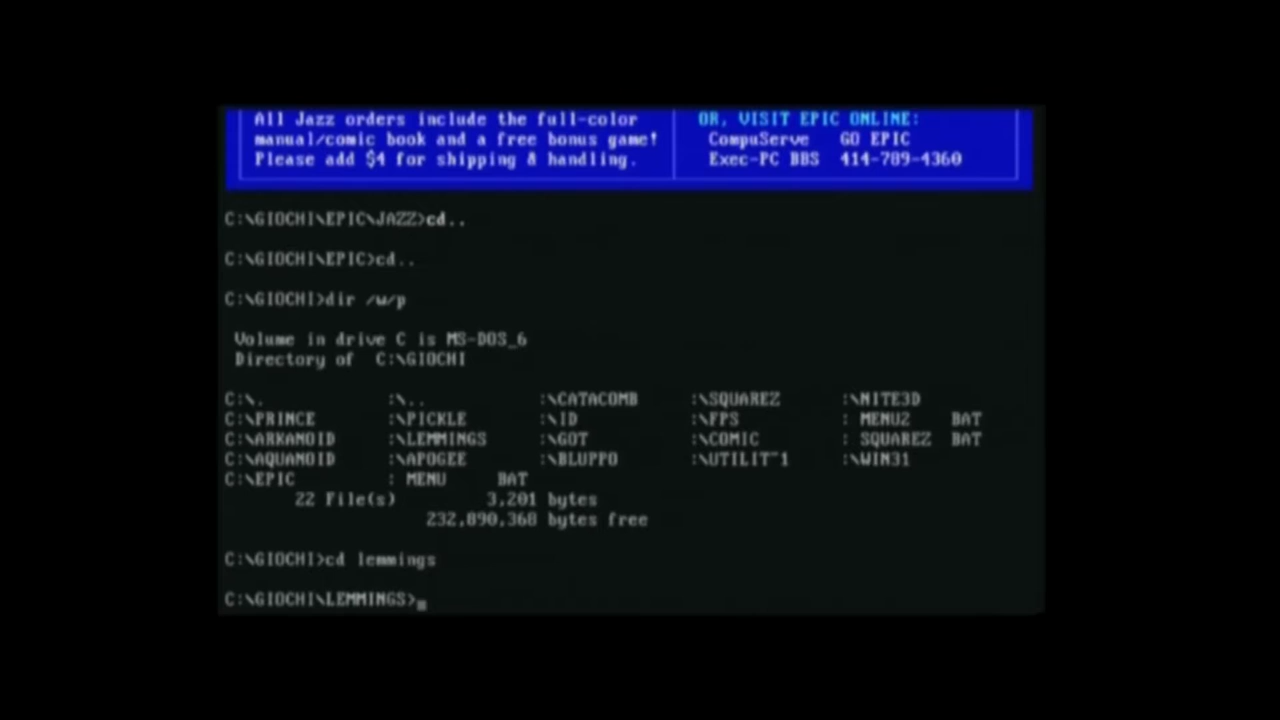 All Jazz orders include the full-color OR, VISIT EPIC ONLINE:
manual/comic book and a free bonus game! CompuServe GO EPIC
Please add $4 for shipping & handling. Exec-PC BBS 414-789-4360
C:\GIOCHI\EPIC\JAZZ>cd..
C:\GIOCHI\EPIC>cd..
C:\GIOCHI>dir /w/p
Volume in drive C is MS-DOS_6
Directory of C:\GIOCHI
C:\. :\.. :\CATACOMB :\SQUAREZ :\NITE3D
C:\PRINCE :\PICKLE :\ID :\FPS : MENU2 BAT
C:\ARKANOID :\LEMMINGS :\GOT :\COMIC : SQUAREZ BAT
C:\AQUANOID :\APOGEE :\BLUPPO :\UTILIT~1 :\WIN31
C:\EPIC : MENU BAT
22 File(s) 3,201 bytes
232,890,368 bytes free
C:\GIOCHI>cd lemmings
C:\GIOCHI\LEMMINGS>